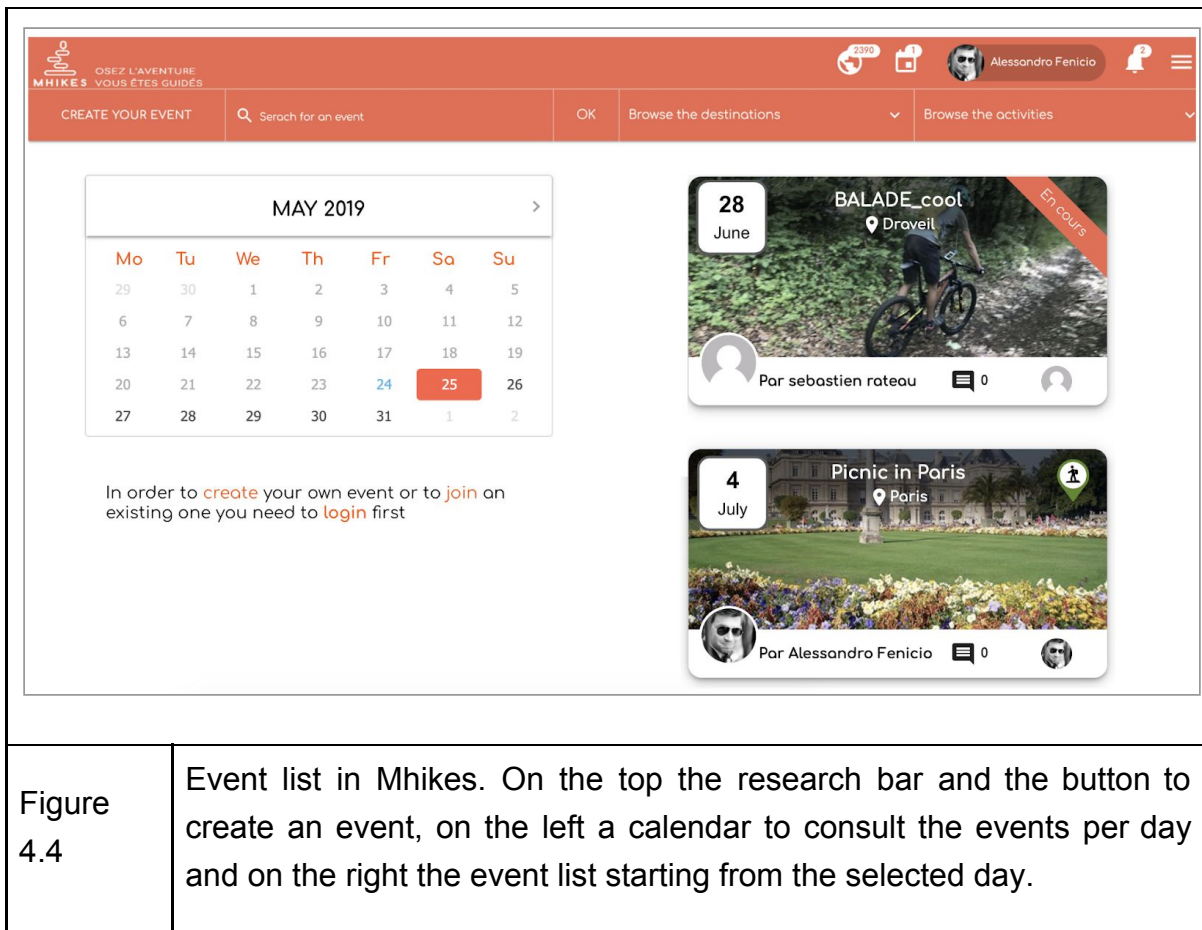 OSEZ L'AVENTURE
MHIKES VOUS ÊTES GUIDÉS
2390
1
Alessandro Fenicio
2
CREATE YOUR EVENT
Serach for an event
OK
Browse the destinations
Browse the activities
MAY 2019
Mo Tu We Th Fr Sa Su
29 30 1 2 3 4 5
6 7 8 9 10 11 12
13 14 15 16 17 18 19
20 21 22 23 24 25 26
27 28 29 30 31 1 2
In order to create your own event or to join an
existing one you need to login first
28
June
BALADE_cool
Draveil
En cours
Par sebastien rateau
0
4
July
Picnic in Paris
Paris
Par Alessandro Fenicio
0
Figure
4.4
Event list in Mhikes. On the top the research bar and the button to
create an event, on the left a calendar to consult the events per day
and on the right the event list starting from the selected day.